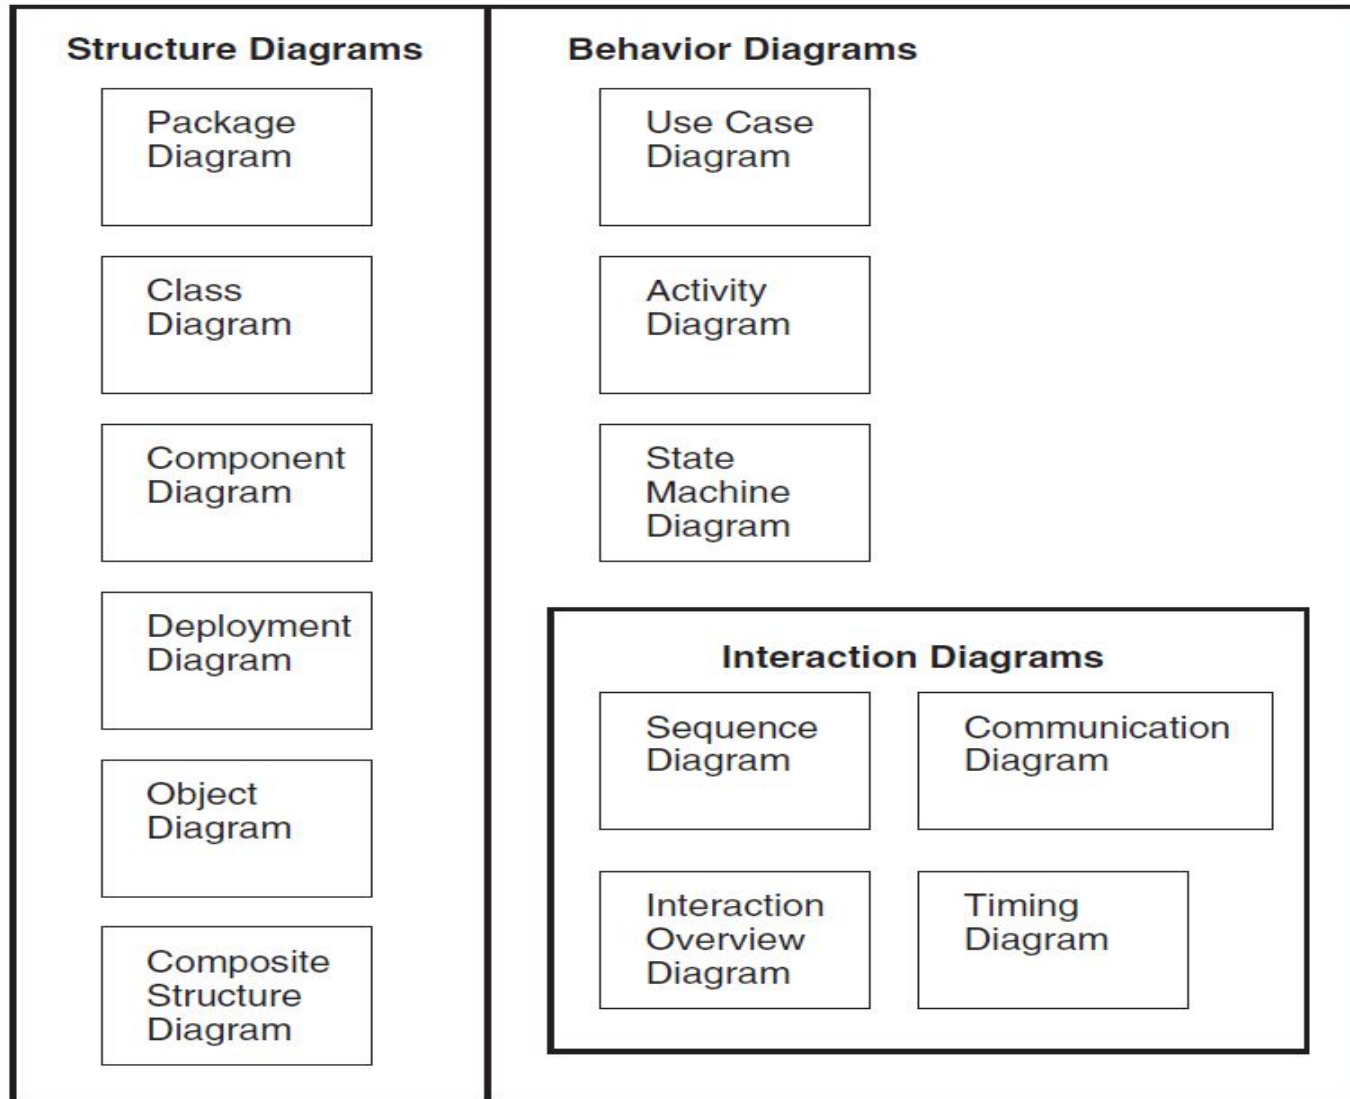 Structure Diagrams
Package
Diagram
Class
Diagram
Component
Diagram
Deployment
Diagram
Object
Diagram
Composite
Structure
Diagram
Behavior Diagrams
Use Case
Diagram
Activity
Diagram
State
Machine
Diagram
Interaction Diagrams
Sequence
Diagram
Communication
Diagram
Interaction
Overview
Diagram
Timing
Diagram